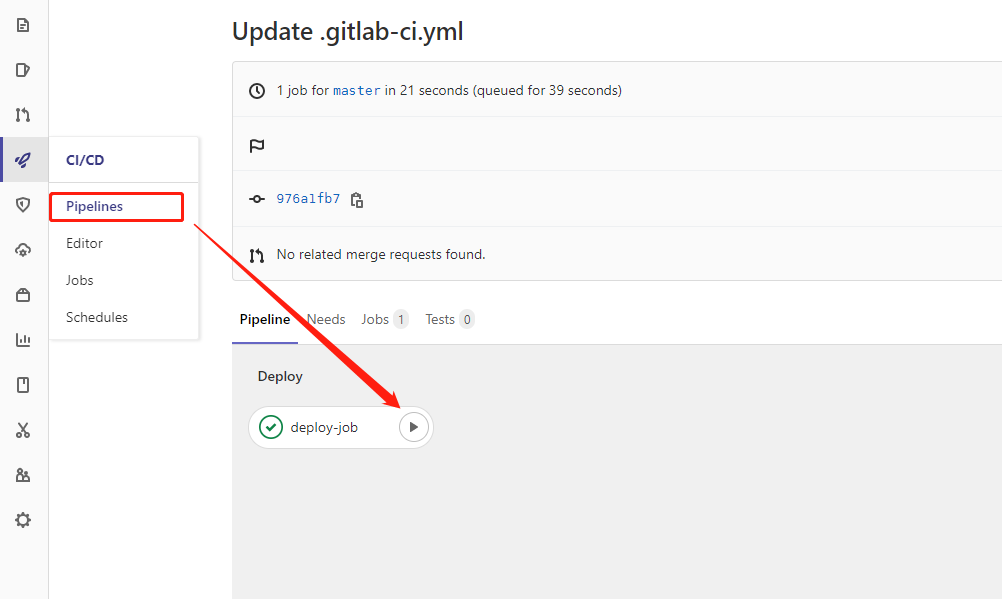 Update .gitlab-ci.yml
1 job for master in 21 seconds (queued for 39 seconds)
CI/CD
Pipelines
976a1fb7
Editor
No related merge requests found.
Jobs
Schedules
Pipeline Needs Jobs 1 Tests 0
Deploy
deploy-job